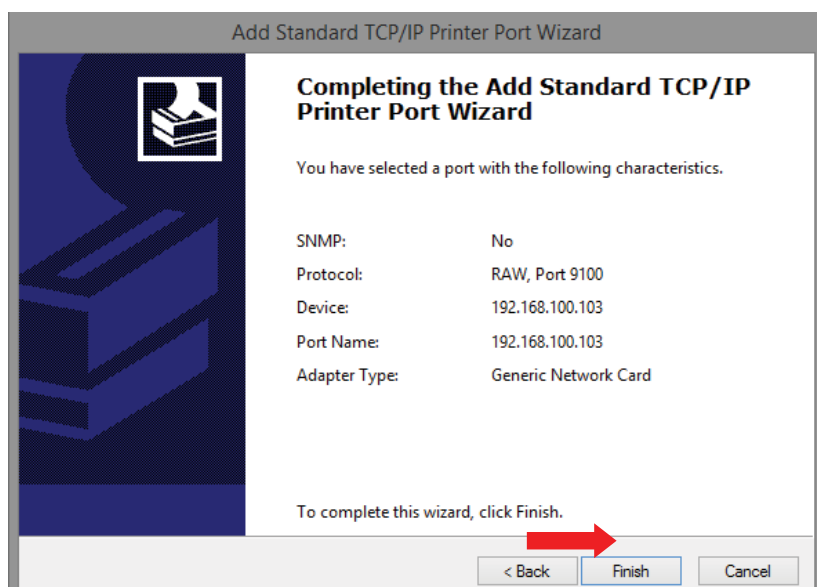 Add Standard TCP/IP Printer Port Wizard
Completing the Add Standard TCP/IP
Printer Port Wizard
You have selected a port with the following characteristics.
SNMP: No
Protocol: RAW, Port 9100
Device: 192.168.100.103
Port Name: 192.168.100.103
Adapter Type: Generic Network Card
To complete this wizard, click Finish.
< Back Finish Cancel